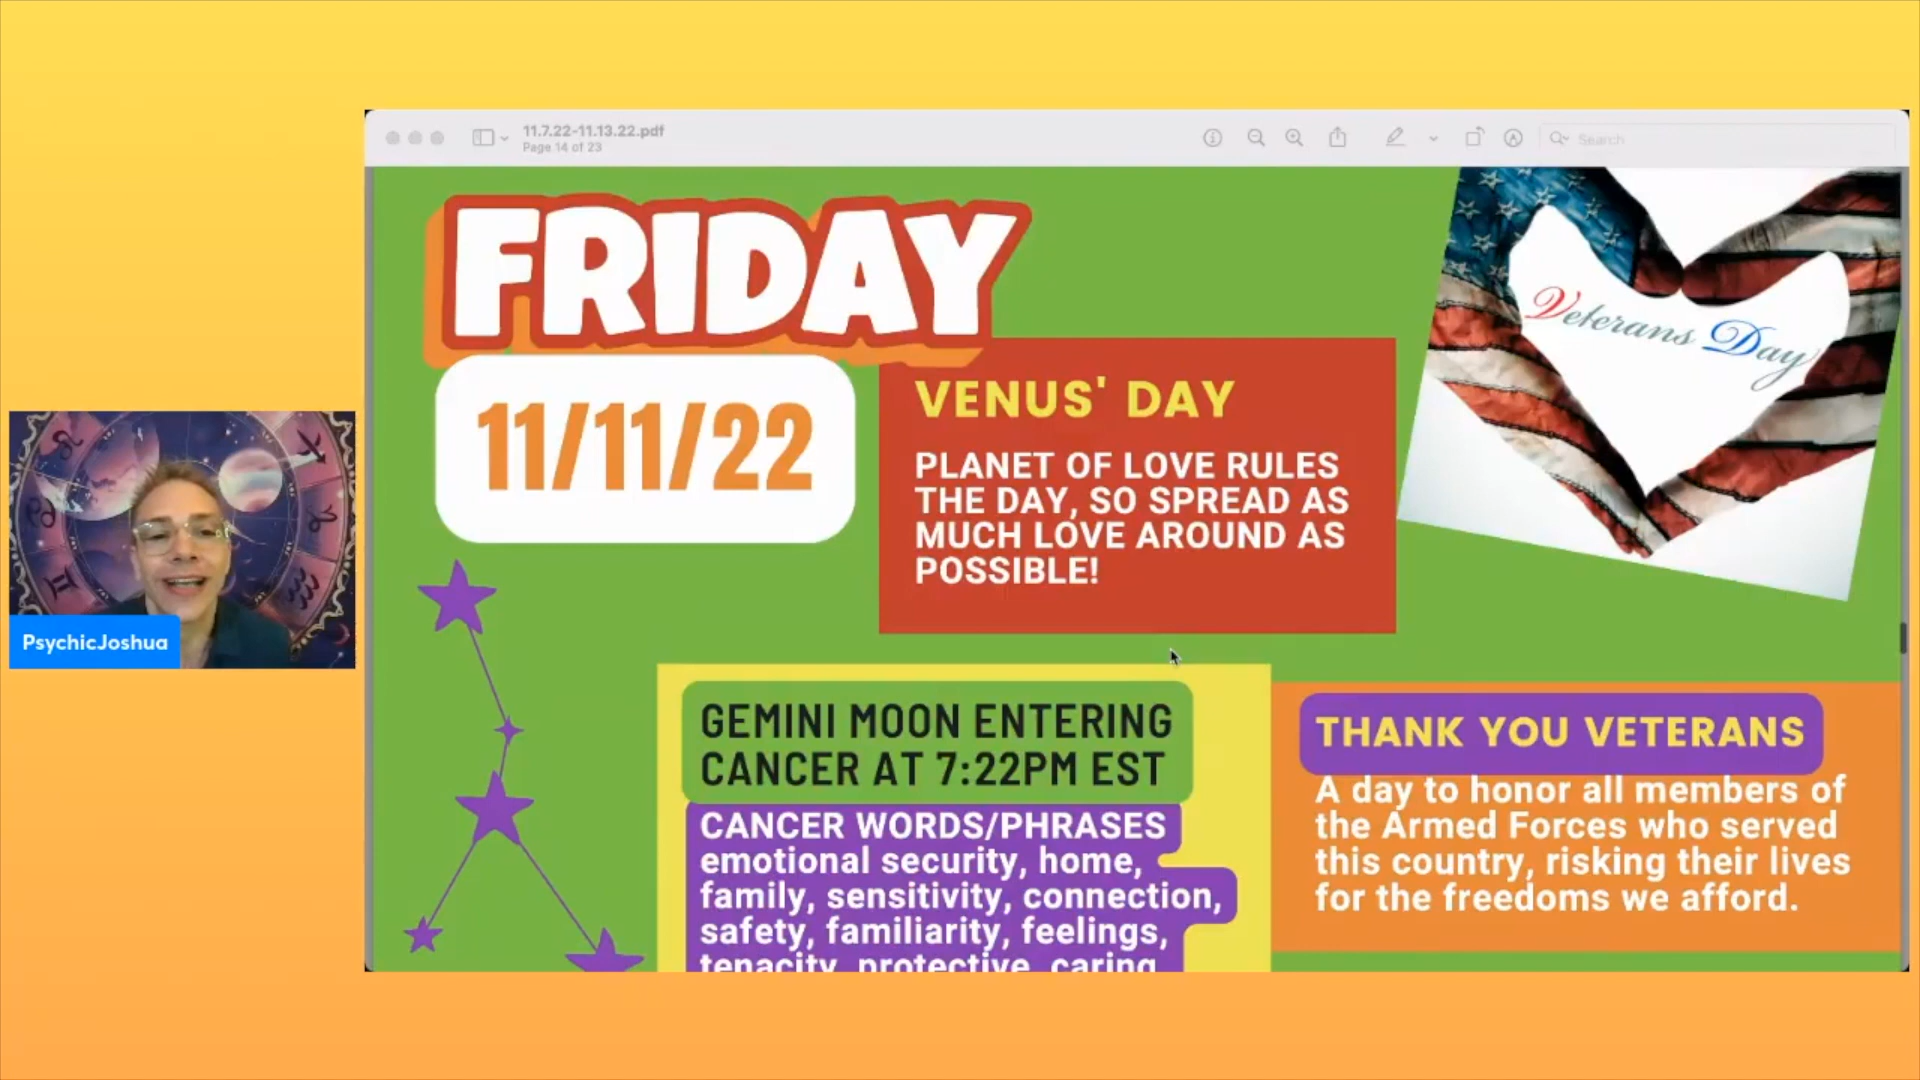 11.7.22-11.13.22.pdf
Page 14 of 23
Search
FRIDAY
11/11/22
VENUS' DAY
PLANET OF LOVE RULES
THE DAY, SO SPREAD AS
MUCH LOVE AROUND AS
POSSIBLE!
Veterans Day
PsychicJoshua
GEMINI MOON ENTERING
CANCER AT 7:22PM EST
CANCER WORDS/PHRASES
emotional security, home,
family, sensitivity, connection,
safety, familiarity, feelings,
tenacity, protective, caring
THANK YOU VETERANS
A day to honor all members of
the Armed Forces who served
this country, risking their lives
for the freedoms we afford.